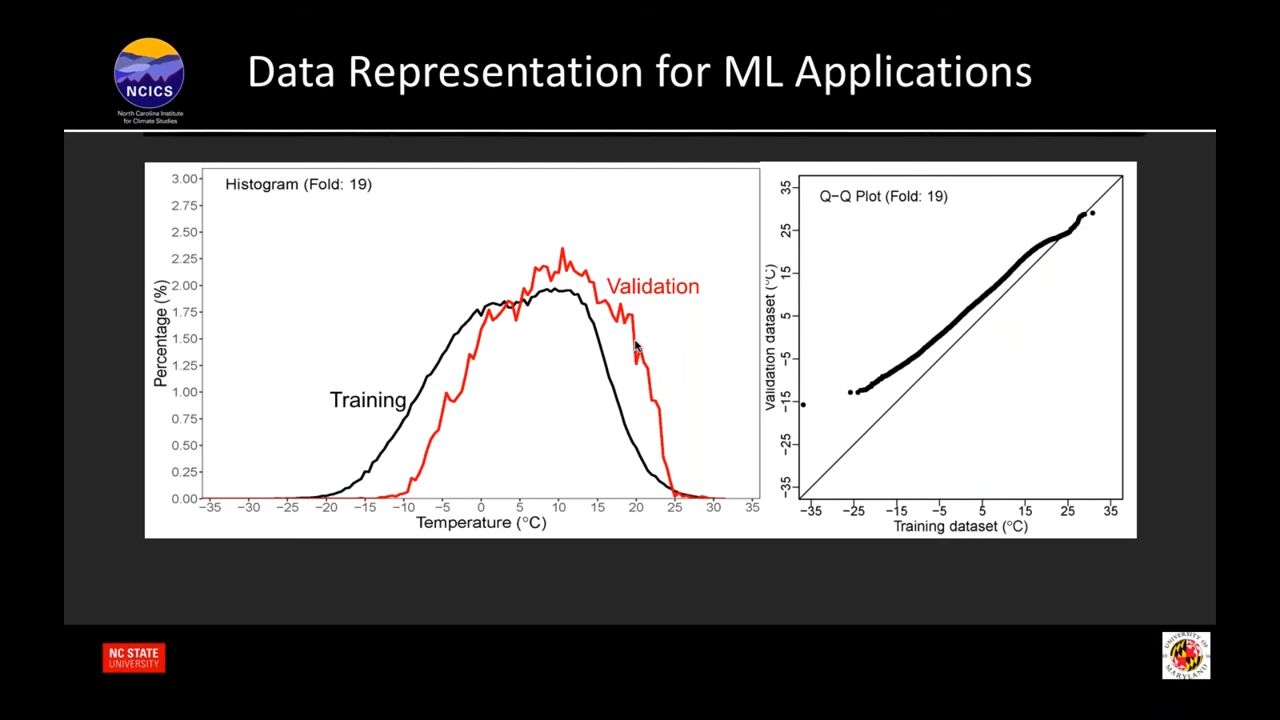 Data Representation for ML Applications
NCICS
North Carolina Institute
for Climate Studies
Histogram (Fold: 19)
3.00
2.75
2.50
2.25
2.00
1.75
1.50
1.25
1.00
0.75
0.50
0.25
0.00
Percentage (%)
Validation
Training
−35 −30 −25 −20 −15 −10 −5 0 5 10 15 20 25 30 35
Temperature (°C)
Q−Q Plot (Fold: 19)
35
25
15
5
−5
−15
−25
−35
Validation dataset (°C)
−35 −25 −15 −5 5 15 25 35
Training dataset (°C)
NC STATE
UNIVERSITY
UNIVERSITY OF
MARYLAND